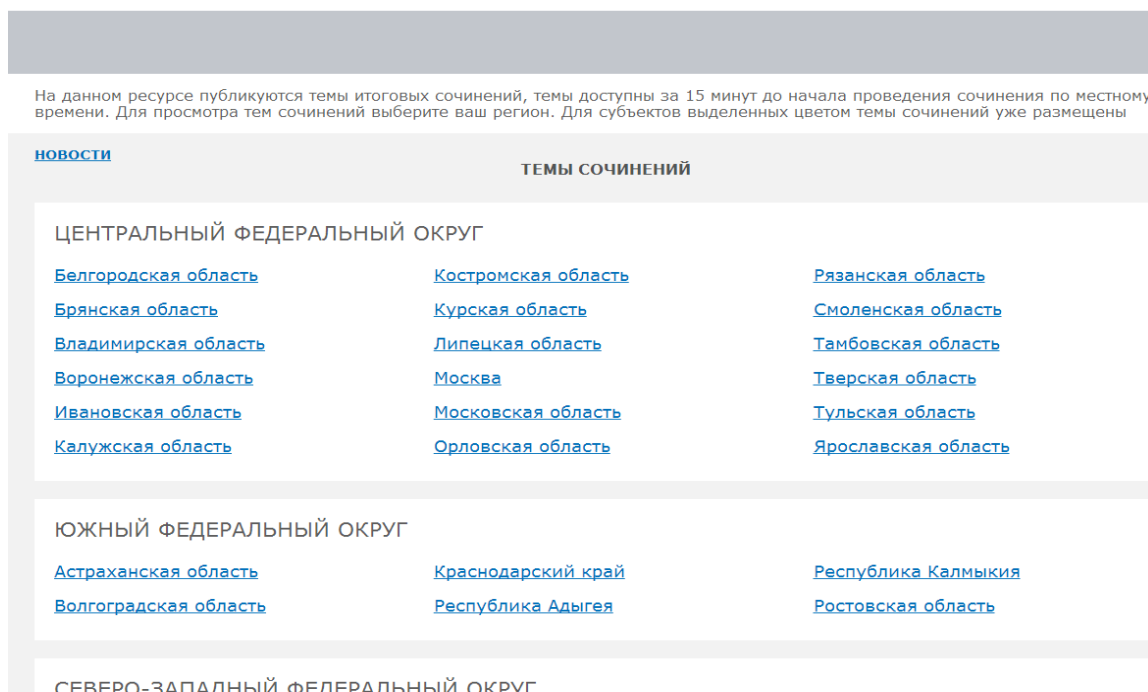 На данном ресурсе публикуются темы итоговых сочинений, темы доступны за 15 минут до начала проведения сочинения по местному
времени. Для просмотра тем сочинений выберите ваш регион. Для субъектов выделенных цветом темы сочинений уже размещены
НОВОСТИ
ТЕМЫ СОЧИНЕНИЙ
ЦЕНТРАЛЬНЫЙ ФЕДЕРАЛЬНЫЙ ОКРУГ
Белгородская область Костромская область Рязанская область
Брянская область Курская область Смоленская область
Владимирская область Липецкая область Тамбовская область
Воронежская область Москва Тверская область
Ивановская область Московская область Тульская область
Калужская область Орловская область Ярославская область
ЮЖНЫЙ ФЕДЕРАЛЬНЫЙ ОКРУГ
Астраханская область Краснодарский край Республика Калмыкия
Волгоградская область Республика Адыгея Ростовская область
СЕВЕРО-ЗАПАДНЫЙ ФЕДЕРАЛЬНЫЙ ОКРУГ